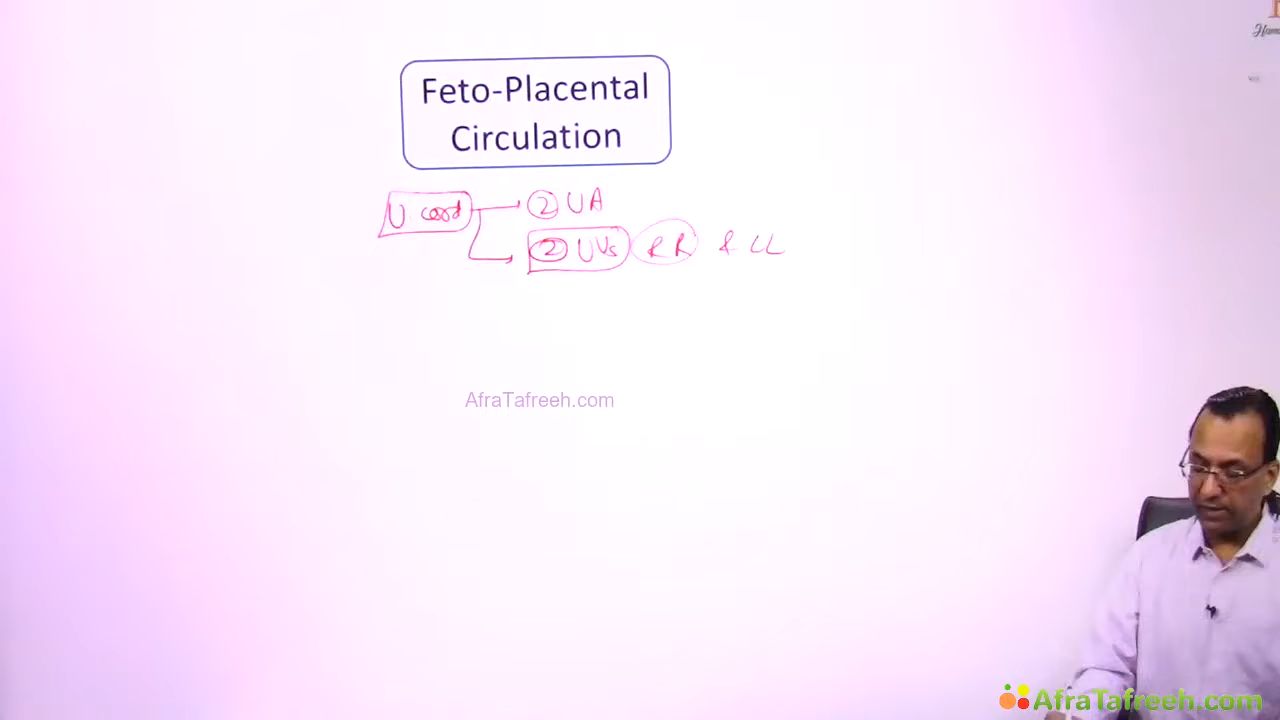 Feto-Placental
Circulation
U. cord
2 UA
2 UVs RR & LL
AfraTafreeh.com
AfraTafreeh.com